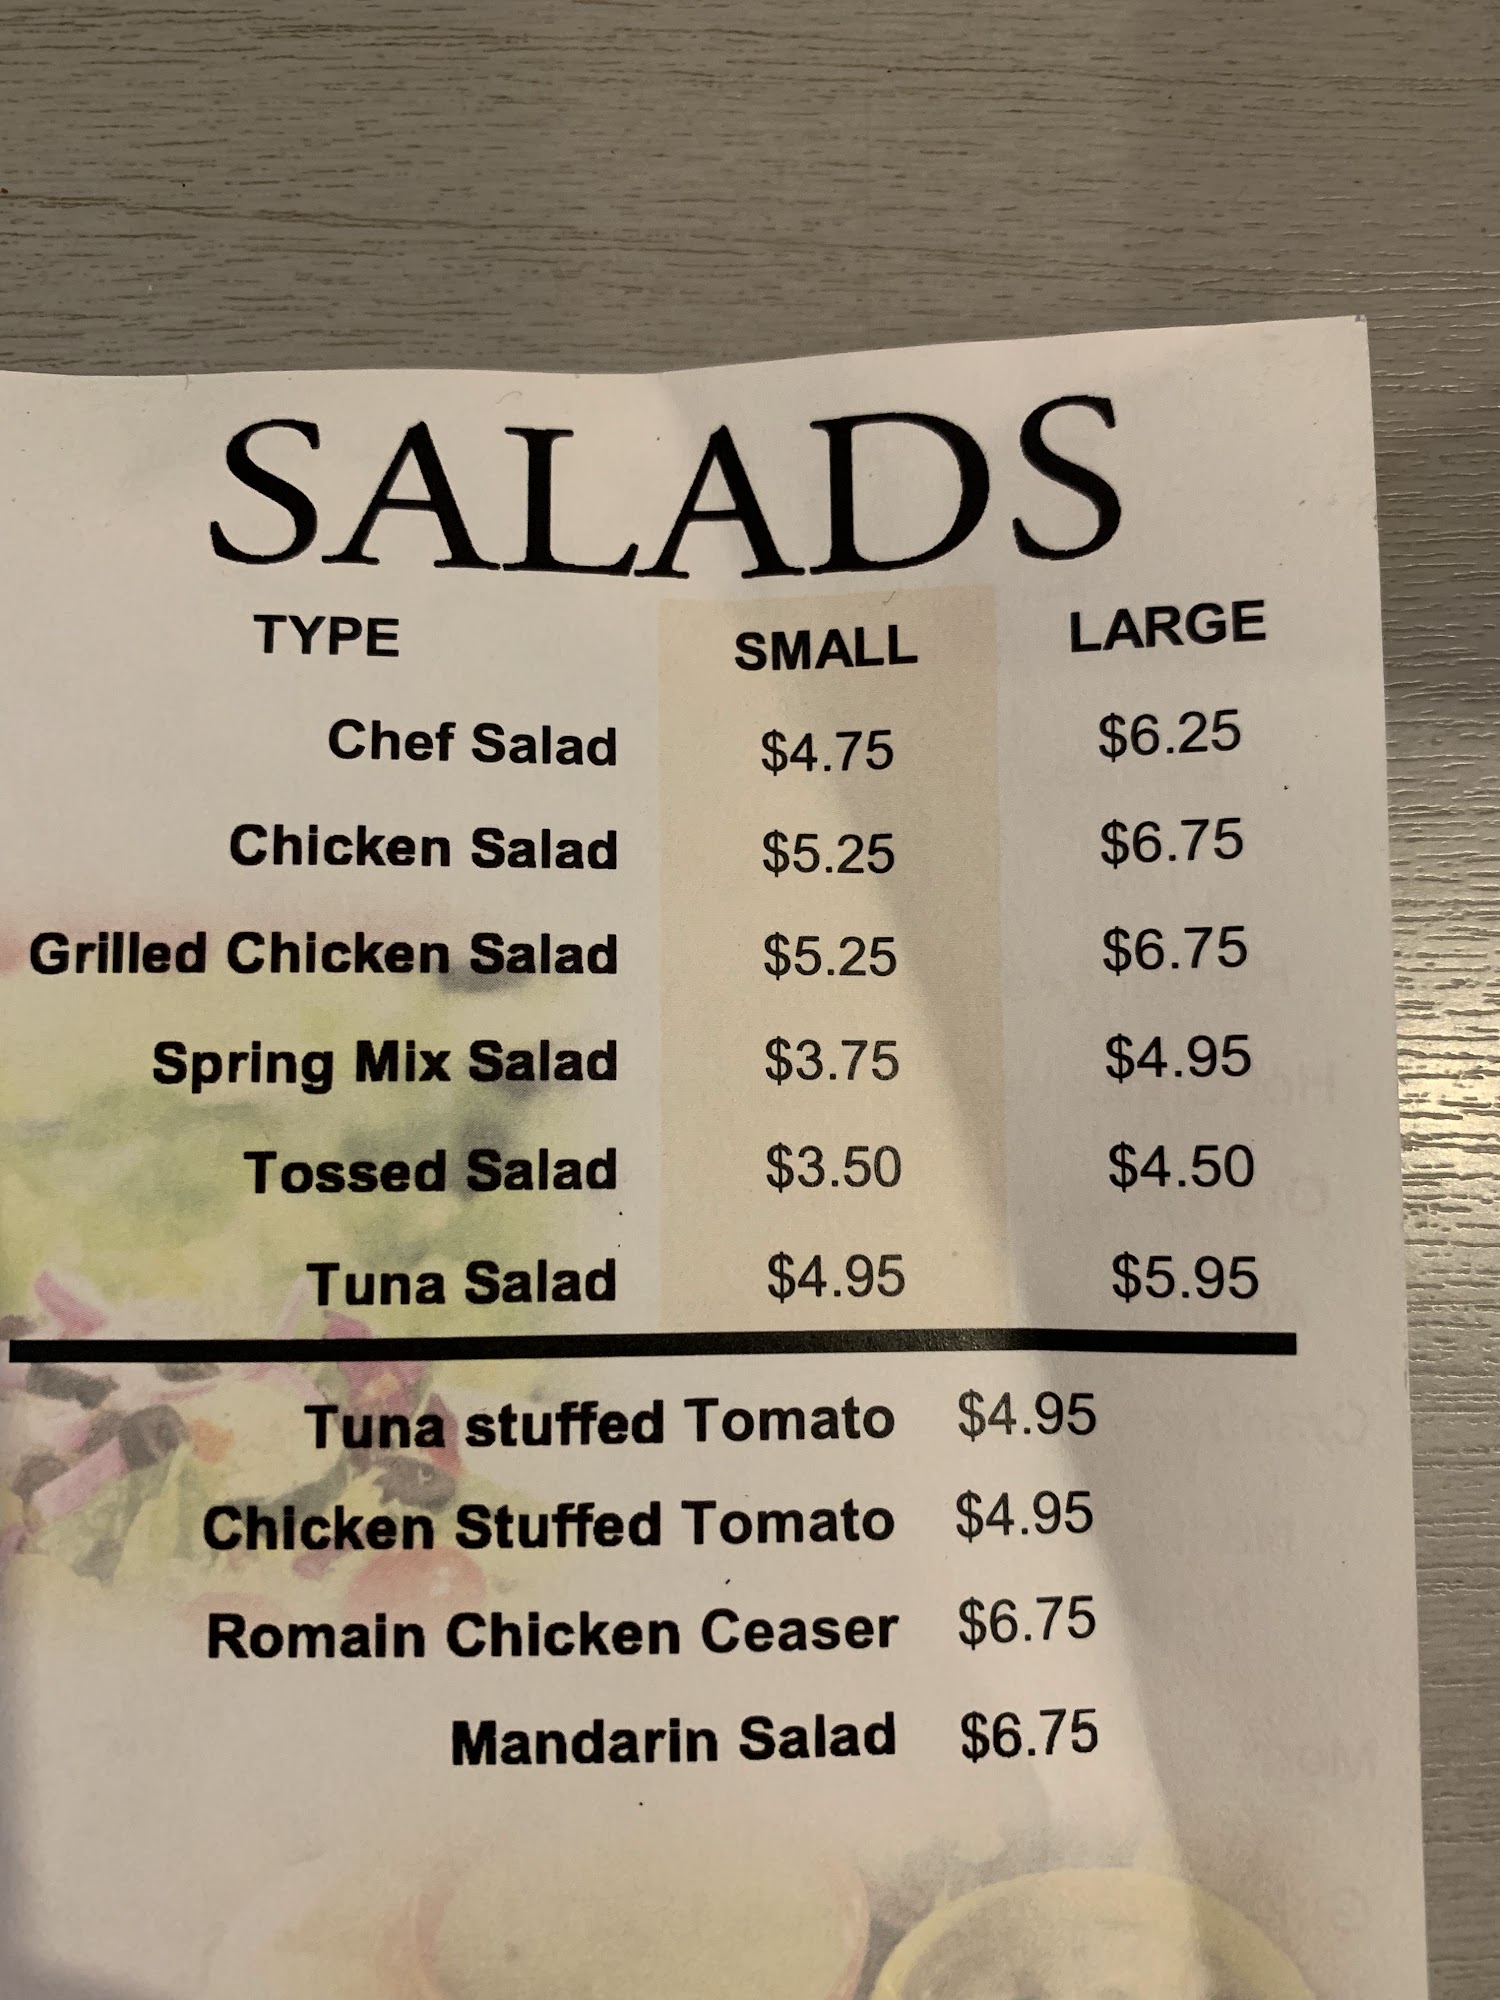 SALADS
TYPE SMALL LARGE
Chef Salad $4.75 $6.25
Chicken Salad $5.25 $6.75
Grilled Chicken Salad $5.25 $6.75
Spring Mix Salad $3.75 $4.95
Tossed Salad $3.50 $4.50
Tuna Salad $4.95 $5.95
Tuna stuffed Tomato $4.95
Chicken Stuffed Tomato $4.95
Romain Chicken Ceaser $6.75
Mandarin Salad $6.75